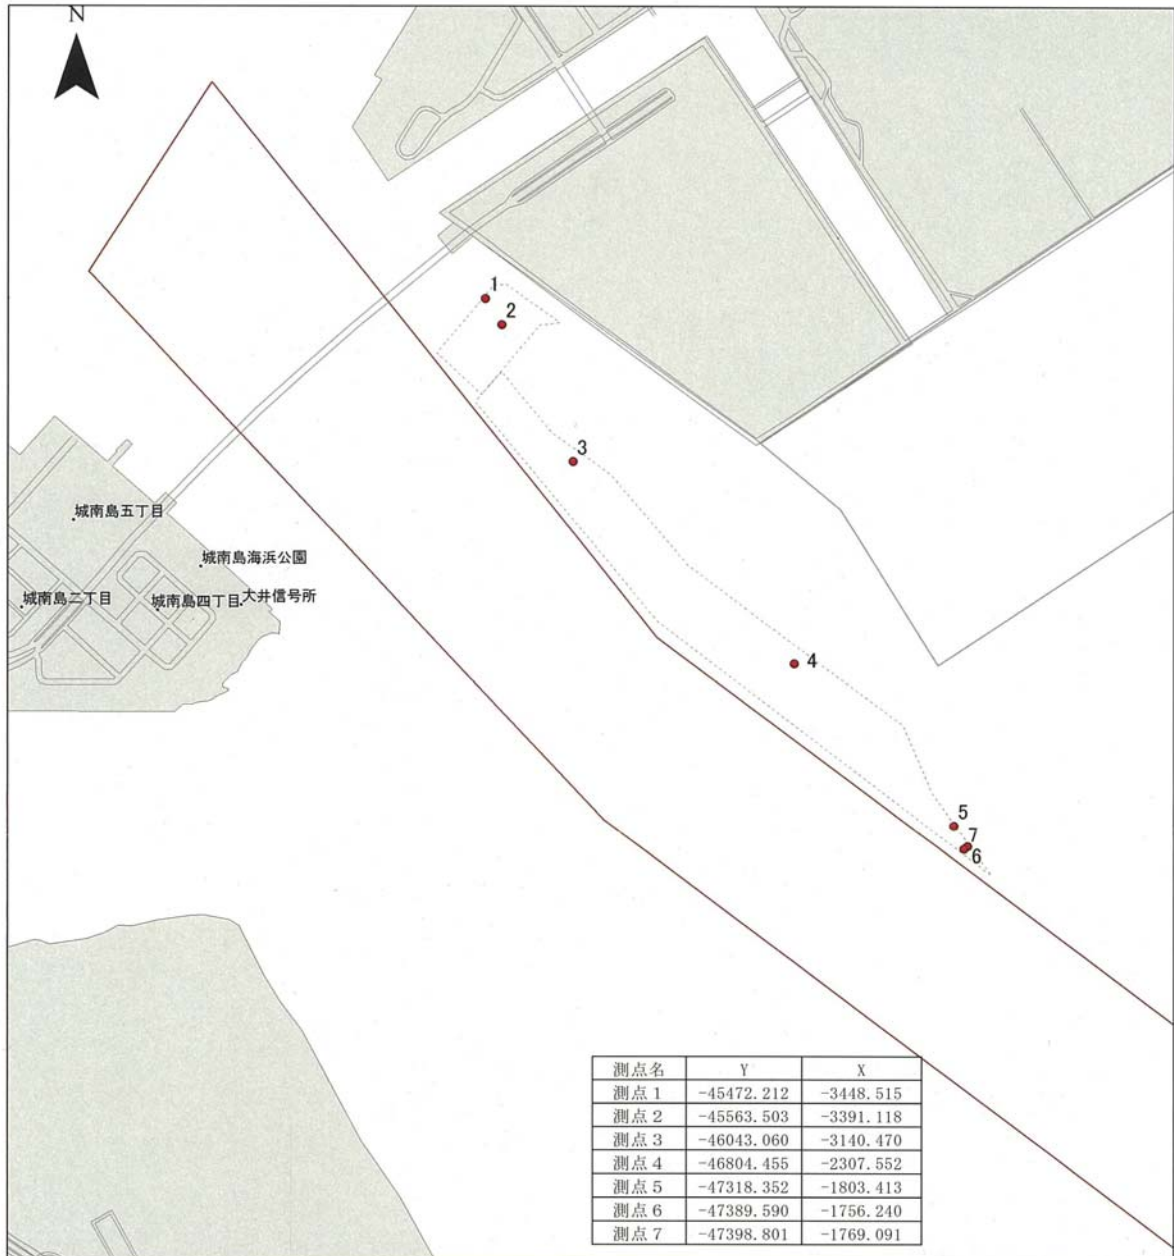 N
1
2
3
4
5
7
6
城南島五丁目
城南島海浜公園
城南島二丁目
城南島四丁目
大井信号所
測点名 Y X
測点1 -45472.212 -3448.515
測点2 -45563.503 -3391.118
測点3 -46043.060 -3140.470
測点4 -46804.455 -2307.552
測点5 -47318.352 -1803.413
測点6 -47389.590 -1756.240
測点7 -47398.801 -1769.091